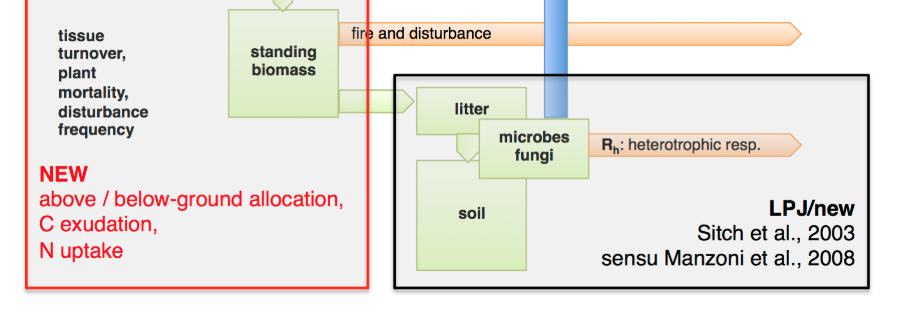 fire and disturbance
tissue
turnover,
plant
mortality,
disturbance
frequency
standing
biomass
litter
microbes
fungi
Rₕ: heterotrophic resp.
soil
NEW
above / below-ground allocation,
C exudation,
N uptake
LPJ/new
Sitch et al., 2003
sensu Manzoni et al., 2008